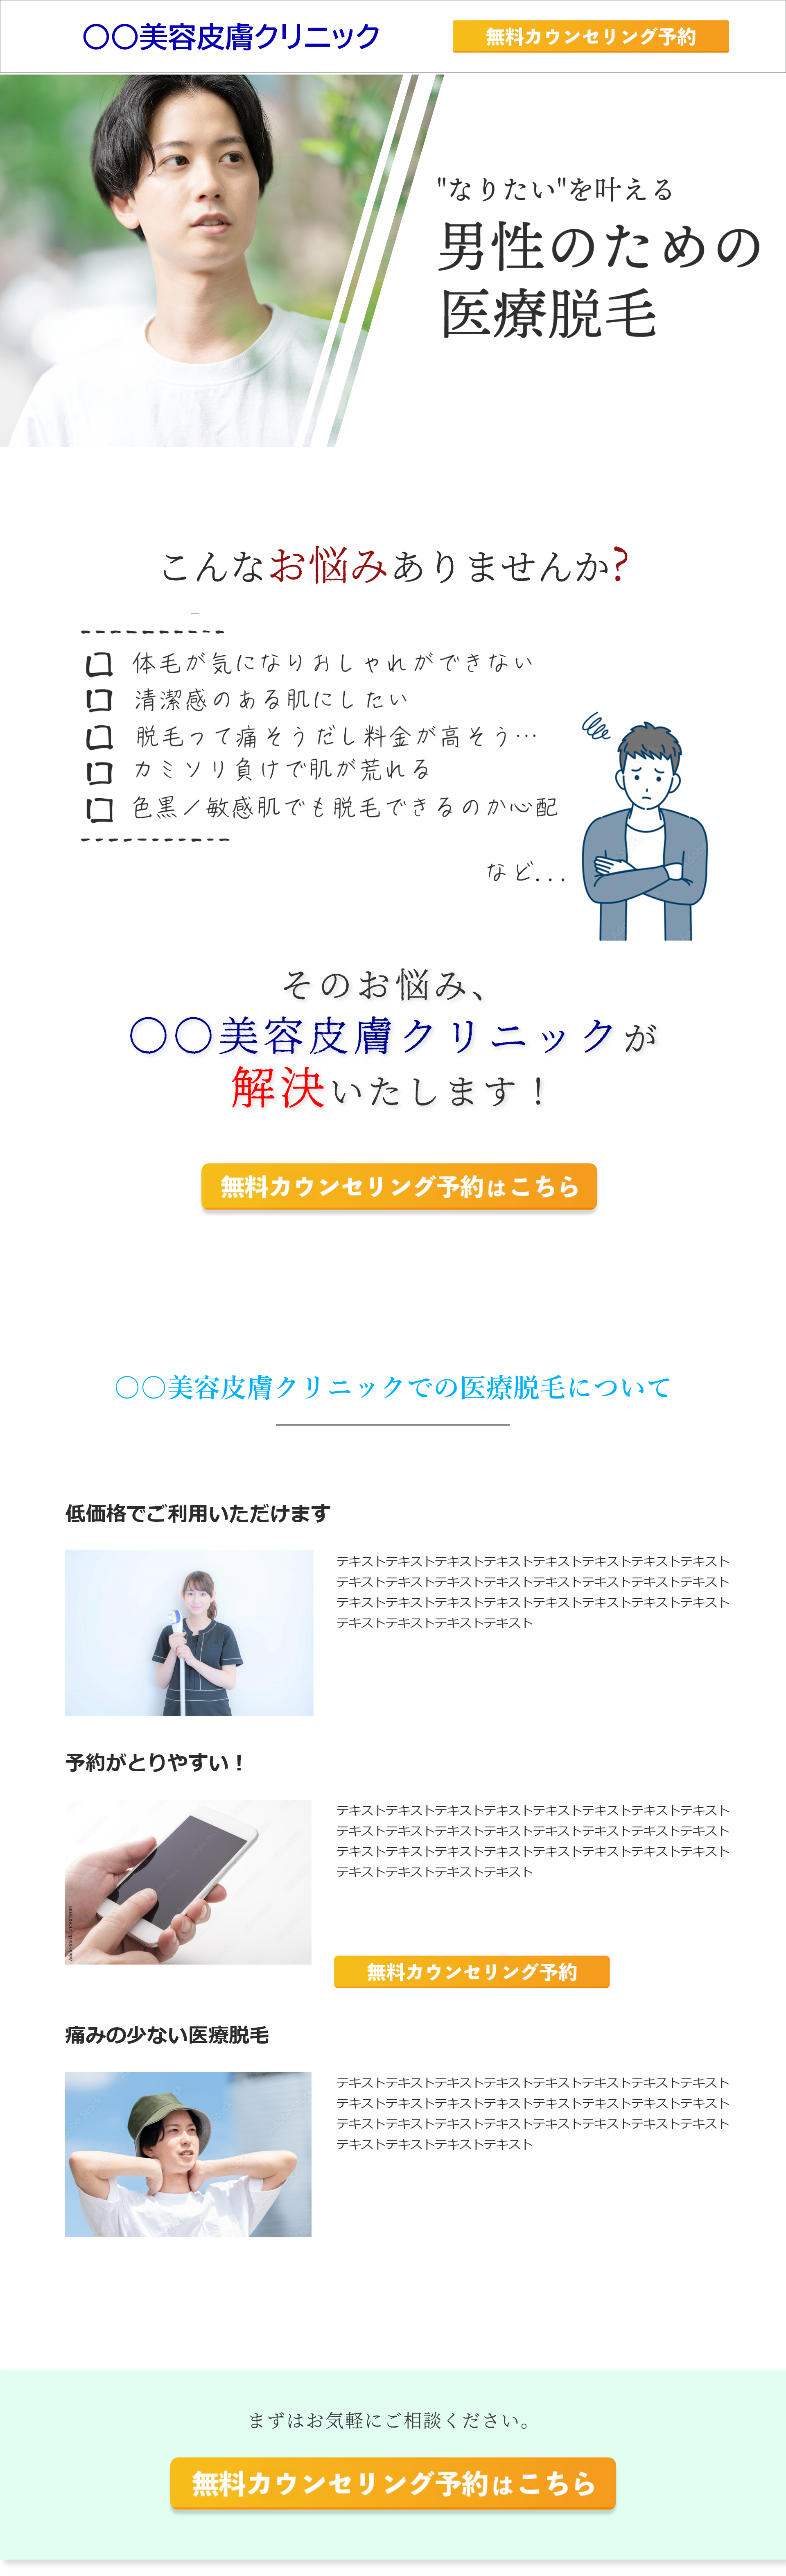 〇〇美容皮膚クリニック
無料カウンセリング予約
"なりたい"を叶える
男性のための
医療脱毛
こんなお悩みありませんか?
体毛が気になりおしゃれができない
清潔感のある肌にしたい
脱毛って痛そうだし料金が高そう…
カミソリ負けで肌が荒れる
色黒/敏感肌でも脱毛できるのか心配
など...
そのお悩み、
〇〇美容皮膚クリニックが
解決いたします！
無料カウンセリング予約はこちら
〇〇美容皮膚クリニックでの医療脱毛について
低価格でご利用いただけます
テキストテキストテキストテキストテキストテキストテキストテキスト
テキストテキストテキストテキストテキストテキストテキストテキスト
テキストテキストテキストテキストテキストテキストテキストテキスト
テキストテキストテキストテキスト
予約がとりやすい！
テキストテキストテキストテキストテキストテキストテキストテキスト
テキストテキストテキストテキストテキストテキストテキストテキスト
テキストテキストテキストテキストテキストテキストテキストテキスト
テキストテキストテキストテキスト
無料カウンセリング予約
痛みの少ない医療脱毛
テキストテキストテキストテキストテキストテキストテキストテキスト
テキストテキストテキストテキストテキストテキストテキストテキスト
テキストテキストテキストテキストテキストテキストテキストテキスト
テキストテキストテキストテキスト
まずはお気軽にご相談ください。
無料カウンセリング予約はこちら